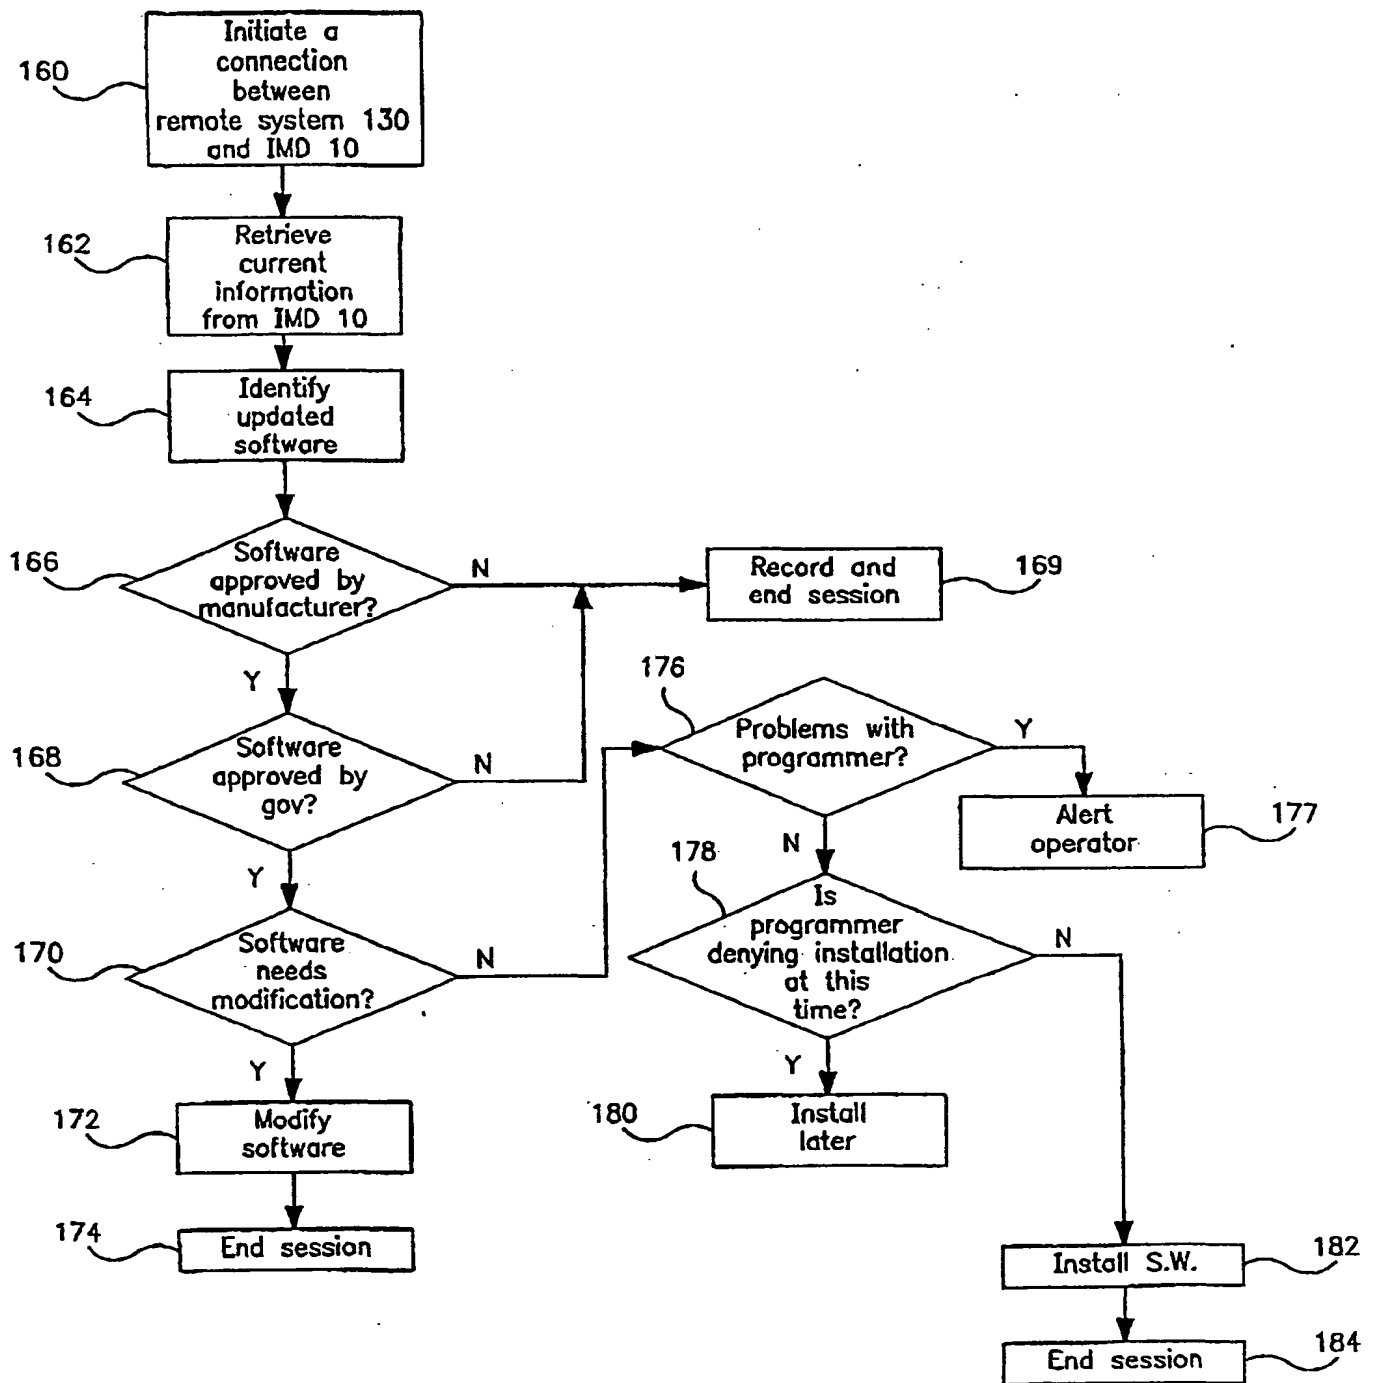 160
Initiate a
connection
between
remote system 130
and IMD 10
162
Retrieve
current
information
from IMD 10
164
Identify
updated
software
166
Software
approved by
manufacturer?
N
Y
Record and
end session
169
168
Software
approved by
gov?
N
Y
170
Software
needs
modification?
N
Y
172
Modify
software
174
End session
176
Problems with
programmer?
Y
N
Alert
operator
177
178
Is
programmer
denying installation
at this
time?
N
Y
180
Install
later
Install S.W.
182
End session
184